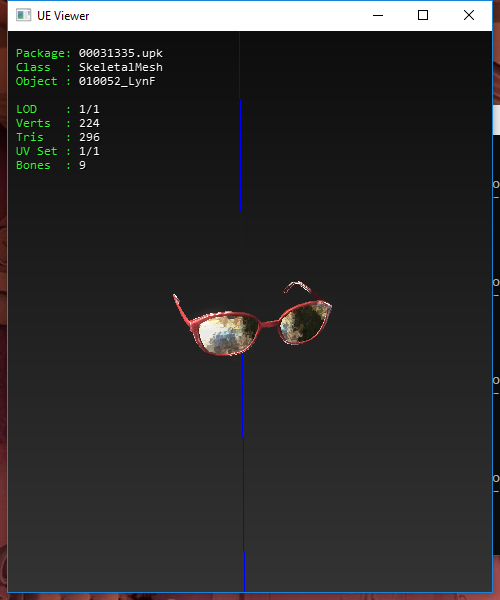 UE Viewer
Package: 00031335.upk
Class  : SkeletalMesh
Object : 010052_LynF
LOD    : 1/1
Verts  : 224
Tris   : 296
UV Set : 1/1
Bones  : 9